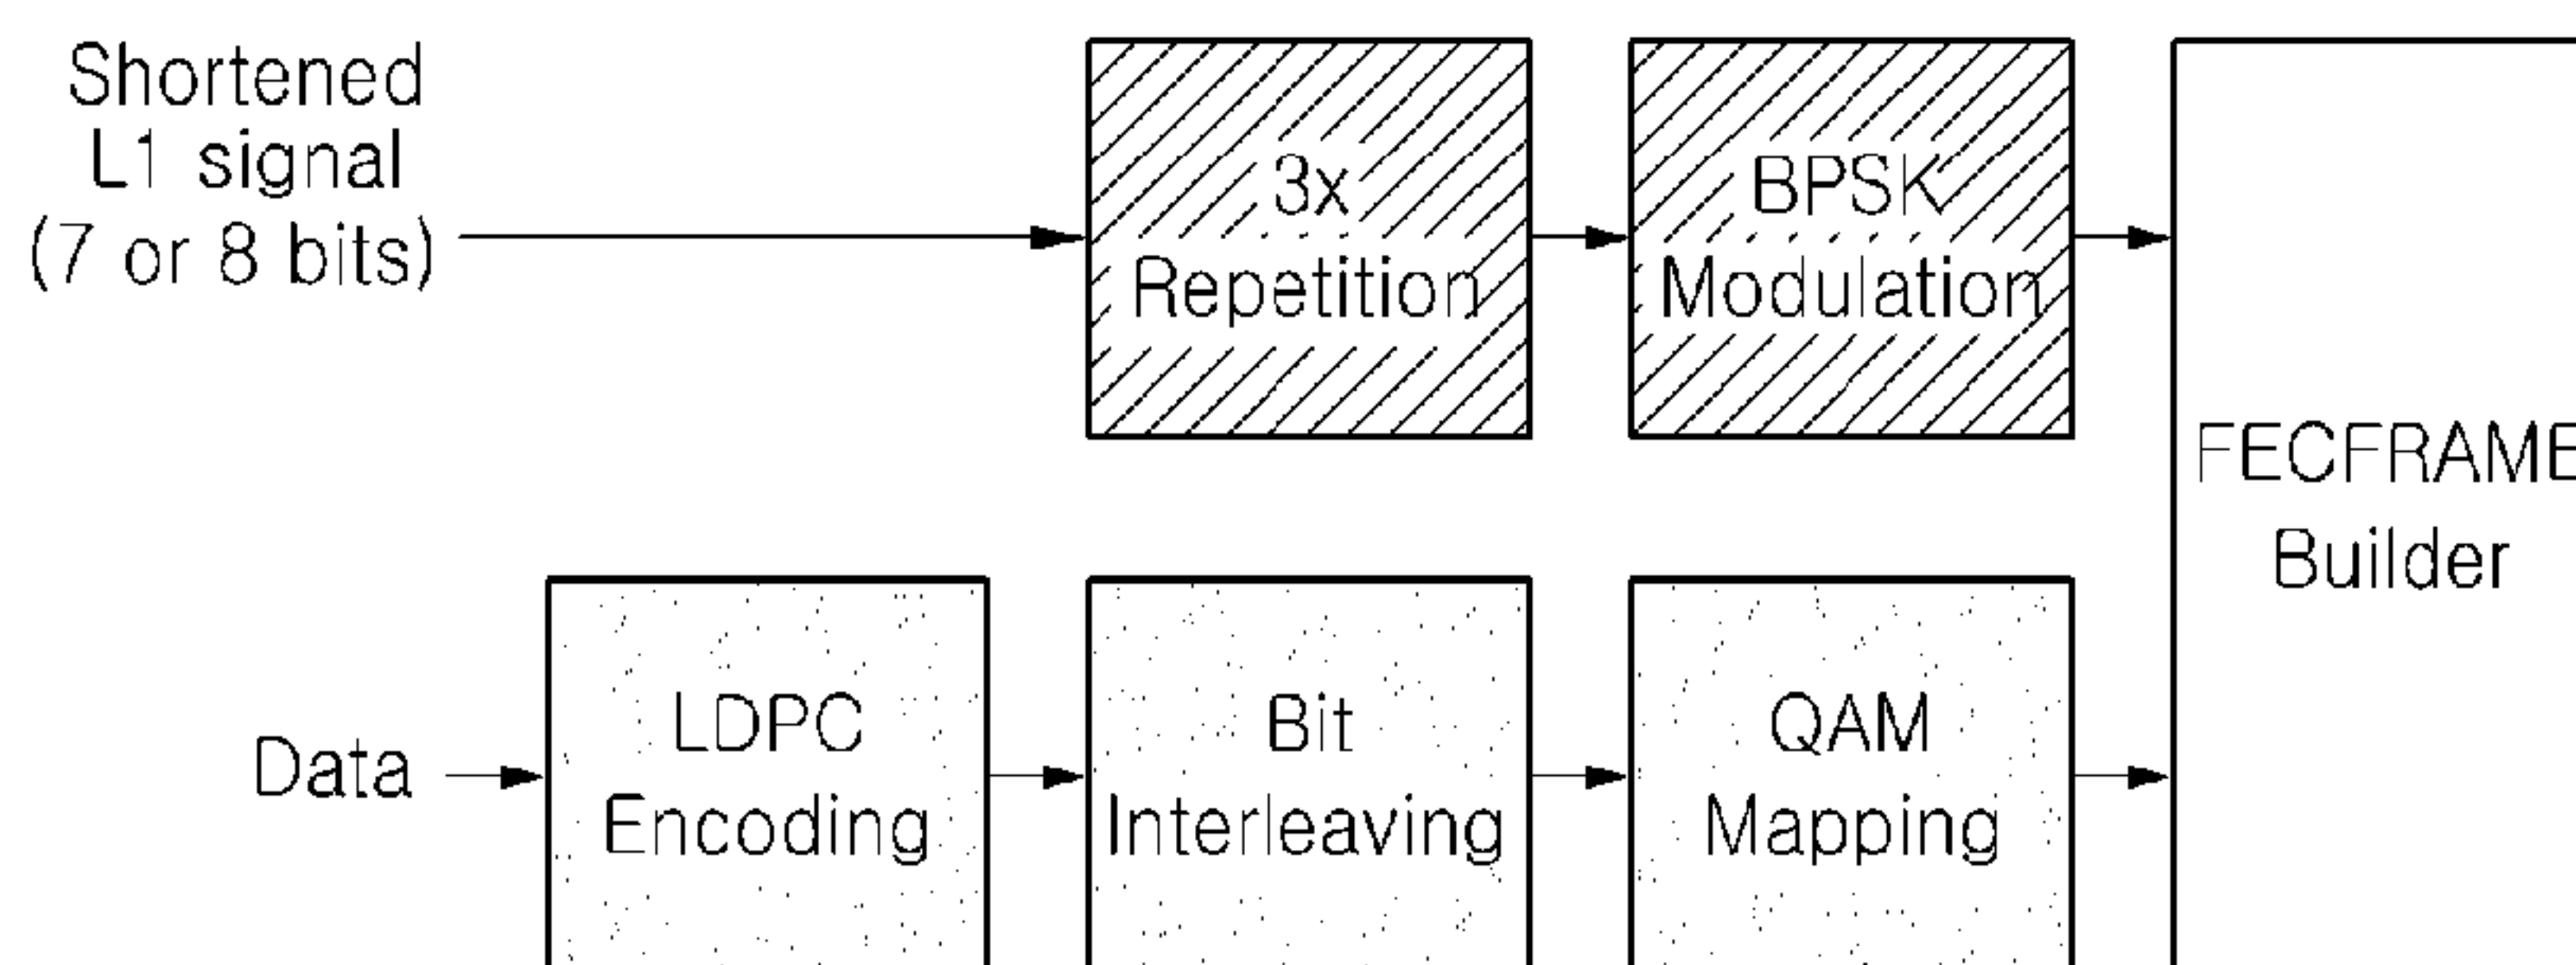 Shortened
L1 signal
(7 or 8 bits)
3x
Repetition
BPSK
Modulation
FECFRAME
Builder
Data
LDPC
Encoding
Bit
Interleaving
QAM
Mapping